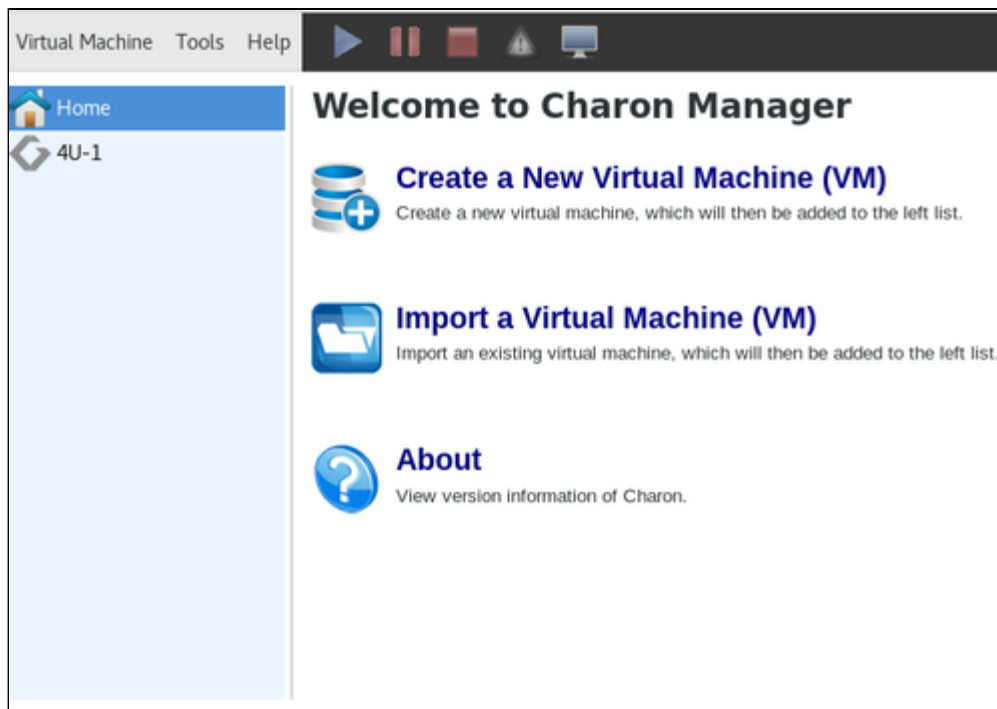 Virtual Machine Tools Help
Home
4U-1
Welcome to Charon Manager
Create a New Virtual Machine (VM)
Create a new virtual machine, which will then be added to the left list.
Import a Virtual Machine (VM)
Import an existing virtual machine, which will then be added to the left list.
About
View version information of Charon.